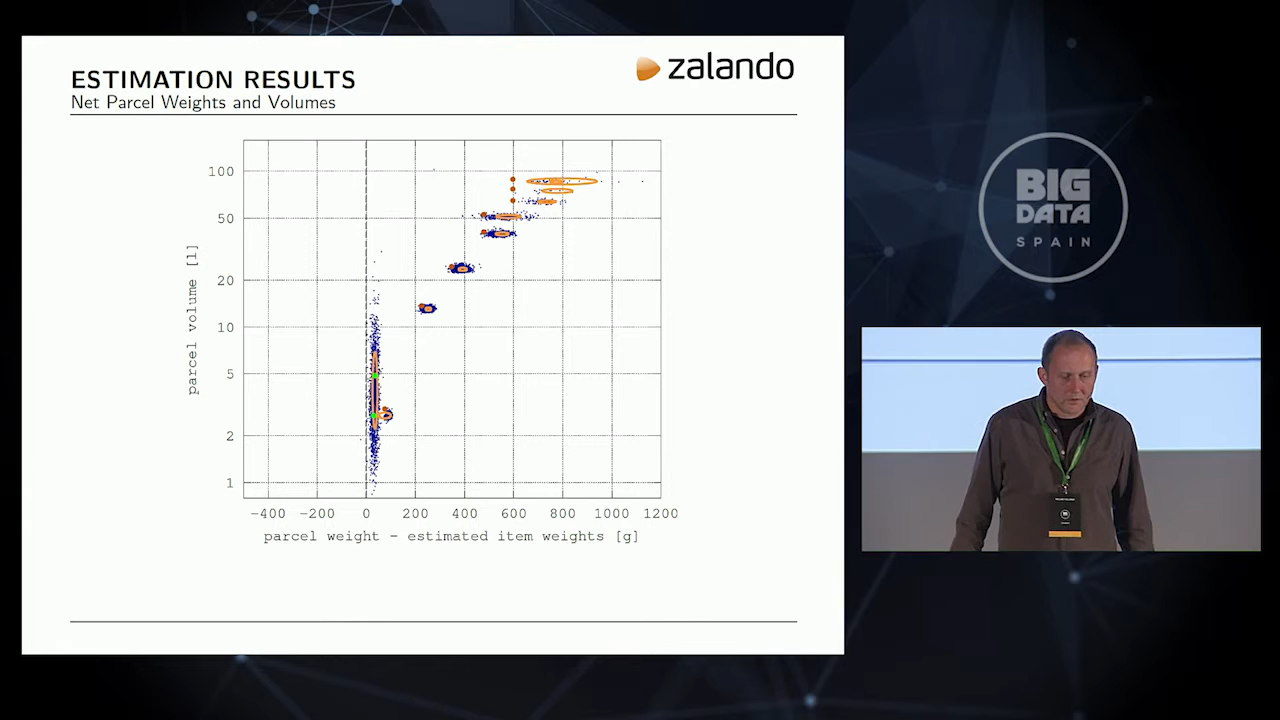 ESTIMATION RESULTS
Net Parcel Weights and Volumes
zalando
100
50
20
10
5
2
1
parcel volume [l]
−400 −200 200 400 600 800 1000 1200
parcel weight − estimated item weights [g]
BIG
DATA
SPAIN